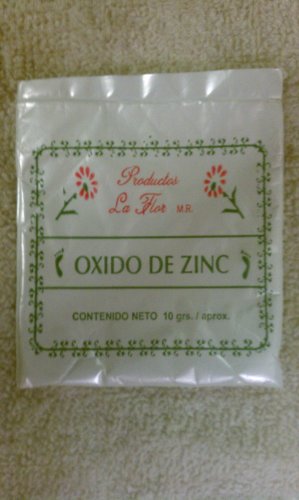 Productos
La Flor M.R.
OXIDO DE ZINC
CONTENIDO NETO 10 grs. / aprox.